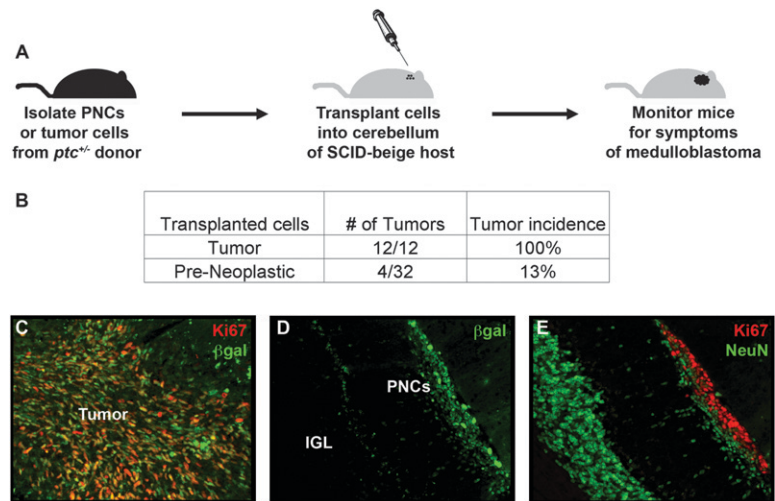 A
Isolate PNCs
or tumor cells
from ptc+/- donor
Transplant cells
into cerebellum
of SCID-beige host
Monitor mice
for symptoms
of medulloblastoma
B
Transplanted cells # of Tumors Tumor incidence
Tumor 12/12 100%
Pre-Neoplastic 4/32 13%
C Ki67
βgal
Tumor
D βgal
PNCs
IGL
E Ki67
NeuN